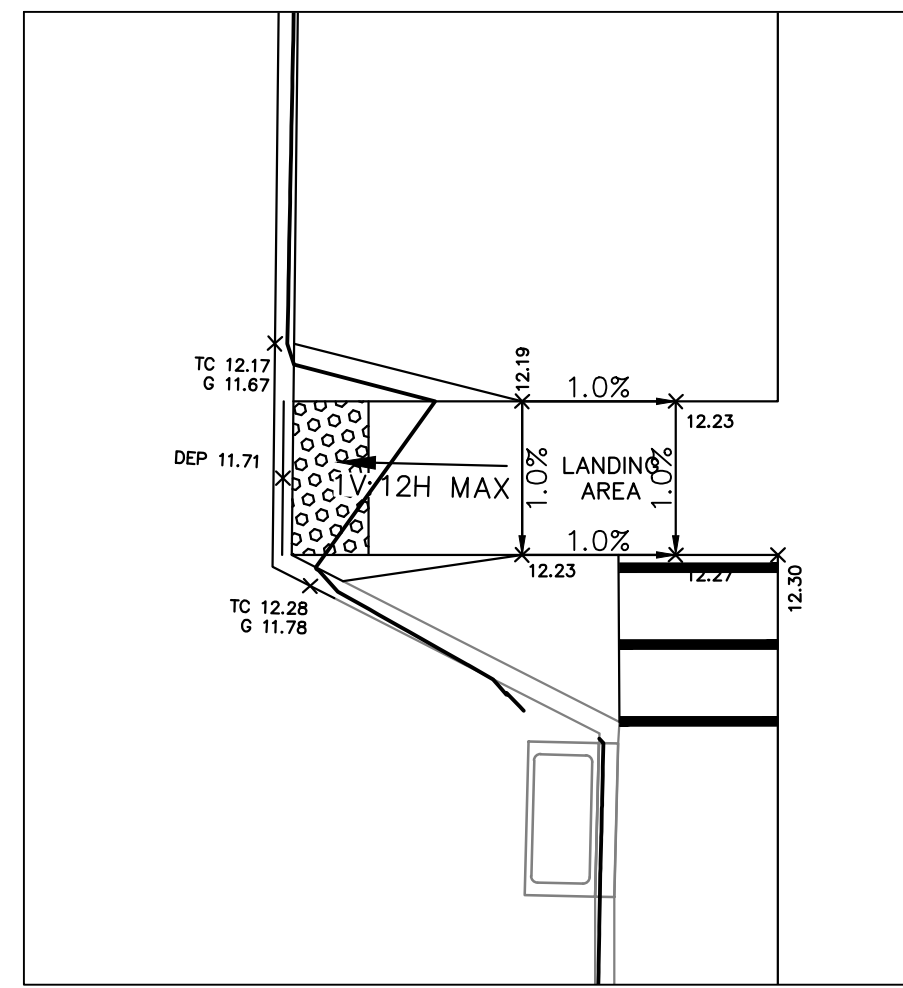 12.19
TC 12.17
G 11.67
1.0%
12.23
DEP 11.71
1V:12H MAX
1.0%
LANDING
AREA
1.0%
1.0%
12.23
12.27
12.30
TC 12.28
G 11.78